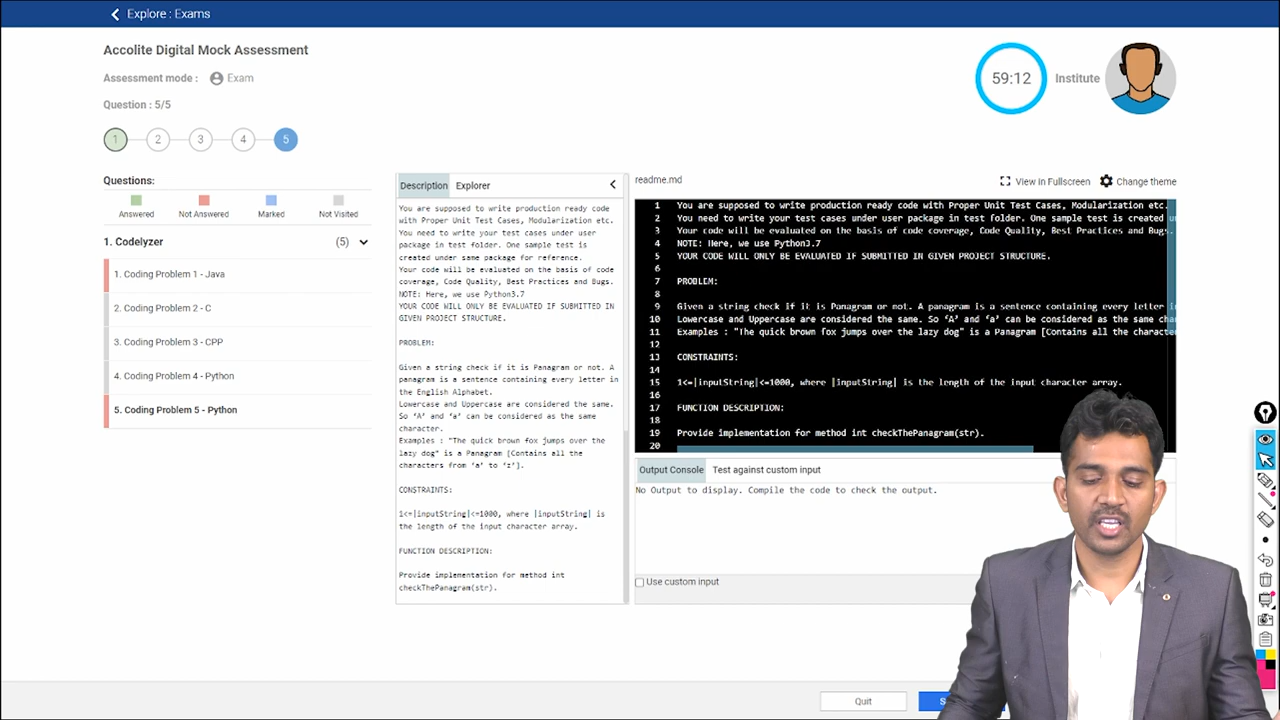 Explore : Exams
Accolite Digital Mock Assessment
Assessment mode : Exam
Question : 5/5
59:12
Institute
1 2 3 4 5
Questions:
Answered
Not Answered
Marked
Not Visited
1. Codelyzer (5)
1. Coding Problem 1 - Java
2. Coding Problem 2 - C
3. Coding Problem 3 - CPP
4. Coding Problem 4 - Python
5. Coding Problem 5 - Python
Description Explorer
You are supposed to write production ready code
with Proper Unit Test Cases, Modularization etc.
You need to write your test cases under user
package in test folder. One sample test is
created under same package for reference.
Your code will be evaluated on the basis of code
coverage, Code Quality, Best Practices and Bugs.
NOTE: Here, we use Python3.7
YOUR CODE WILL ONLY BE EVALUATED IF SUBMITTED IN
GIVEN PROJECT STRUCTURE.
PROBLEM:
Given a string check if it is Panagram or not. A
panagram is a sentence containing every letter in
the English Alphabet.
Lowercase and Uppercase are considered the same.
So ‘A’ and ‘a’ can be considered as the same
character.
Examples : "The quick brown fox jumps over the
lazy dog" is a Panagram [Contains all the
characters from ‘a’ to ‘z’].
CONSTRAINTS:
1<=|inputString|<=1000, where |inputString| is
the length of the input character array.
FUNCTION DESCRIPTION:
Provide implementation for method int
checkThePanagram(str).
readme.md
View in Fullscreen
Change theme
1 You are supposed to write production ready code with Proper Unit Test Cases, Modularization etc.
2 You need to write your test cases under user package in test folder. One sample test is created u
3 Your code will be evaluated on the basis of code coverage, Code Quality, Best Practices and Bugs.
4 NOTE: Here, we use Python3.7
5 YOUR CODE WILL ONLY BE EVALUATED IF SUBMITTED IN GIVEN PROJECT STRUCTURE.
6
7 PROBLEM:
8
9 Given a string check if it is Panagram or not. A panagram is a sentence containing every letter i
10 Lowercase and Uppercase are considered the same. So ‘A’ and ‘a’ can be considered as the same cha
11 Examples : "The quick brown fox jumps over the lazy dog" is a Panagram [Contains all the characte
12
13 CONSTRAINTS:
14
15 1<=|inputString|<=1000, where |inputString| is the length of the input character array.
16
17 FUNCTION DESCRIPTION:
18
19 Provide implementation for method int checkThePanagram(str).
20
Output Console Test against custom input
No Output to display. Compile the code to check the output.
Use custom input
Quit